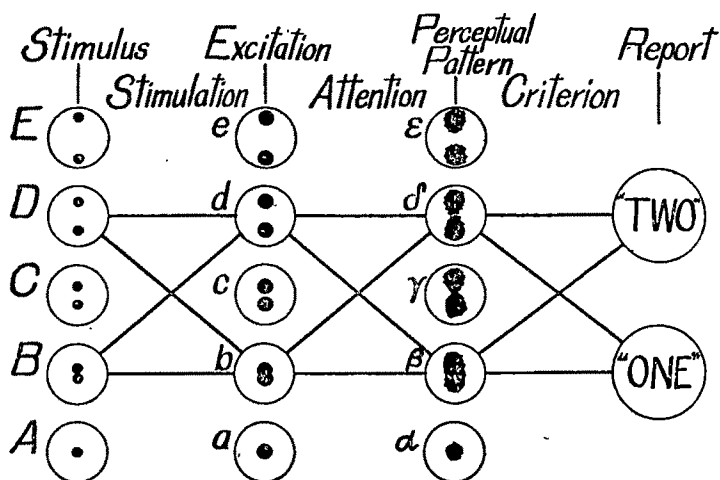 Stimulus Excitation Perceptual Pattern Report
Stimulation Attention Criterion
E e ε
D d δ "TWO"
C c γ
B b β "ONE"
A a α